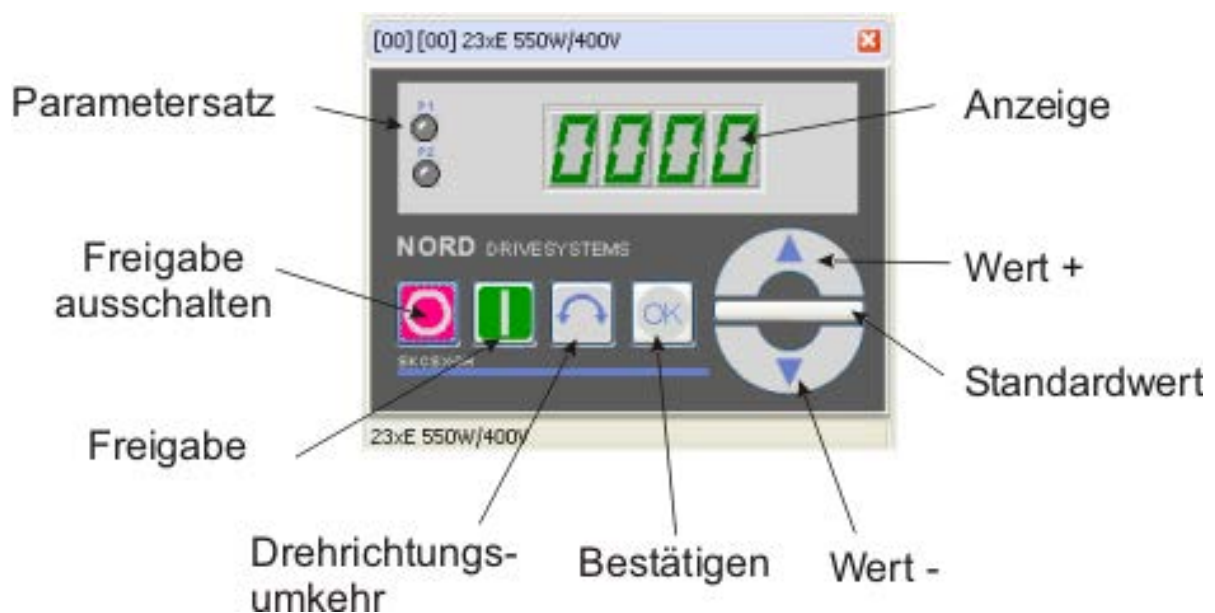 [00] [00] 23xE 550W/400V
Parametersatz
P1
P2
0000
Anzeige
NORD DRIVESYSTEMS
Freigabe
ausschalten
OK
Wert +
Standardwert
23xE 550W/400V
Freigabe
Drehrichtungs-
umkehr
Bestätigen
Wert -